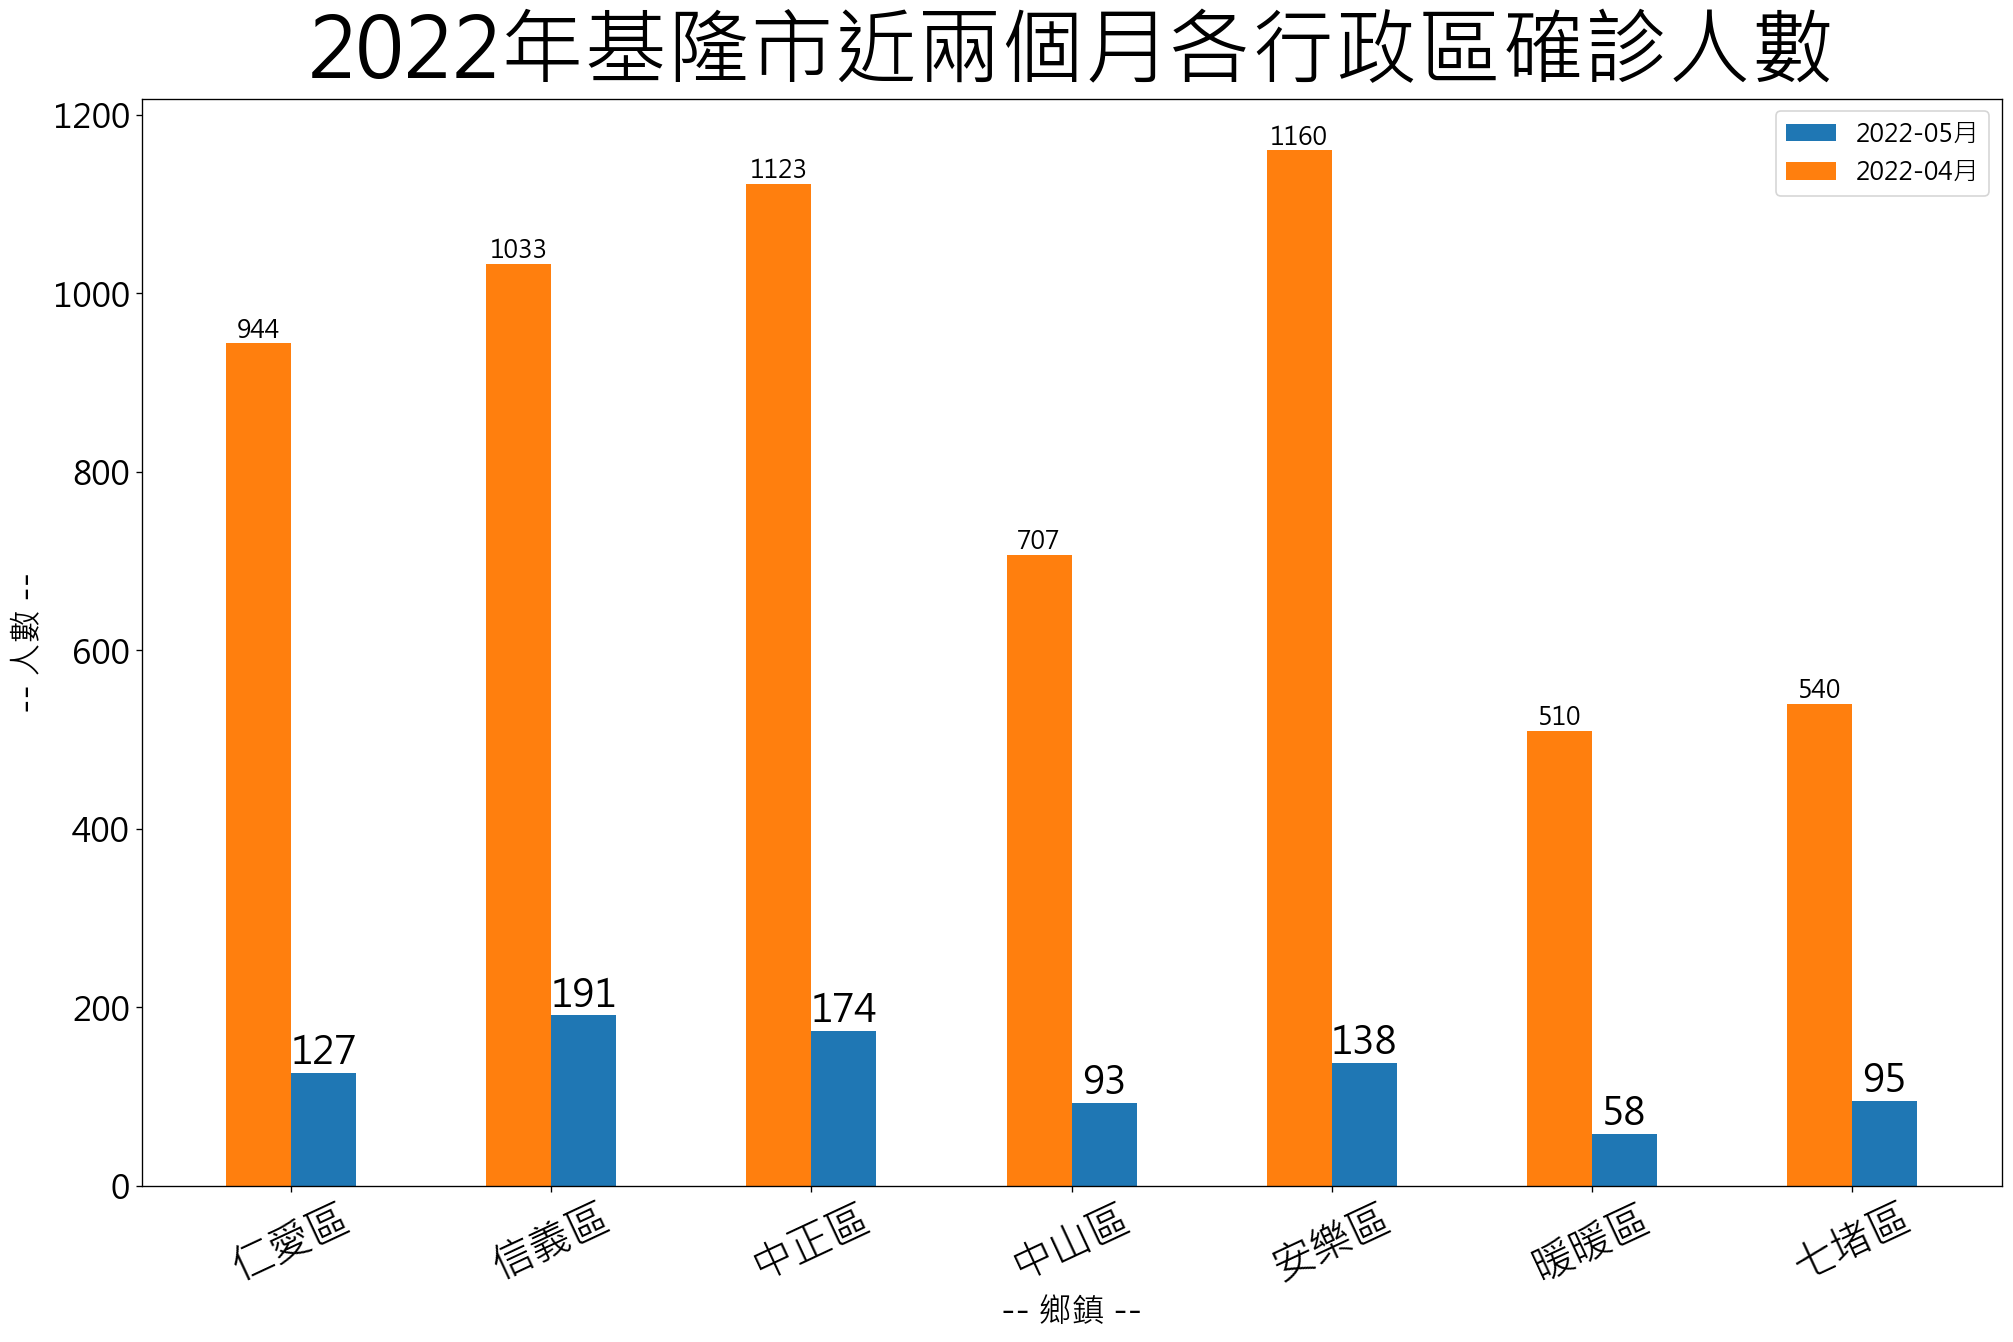 2022年基隆市近兩個月各行政區確診人數
2022-05月
2022-04月
1200
1000
800
600
400
200
0
-- 人數 --
944
1033
1123
707
1160
510
540
127
191
174
93
138
58
95
仁愛區
信義區
中正區
中山區
安樂區
暖暖區
七堵區
-- 鄉鎮 --